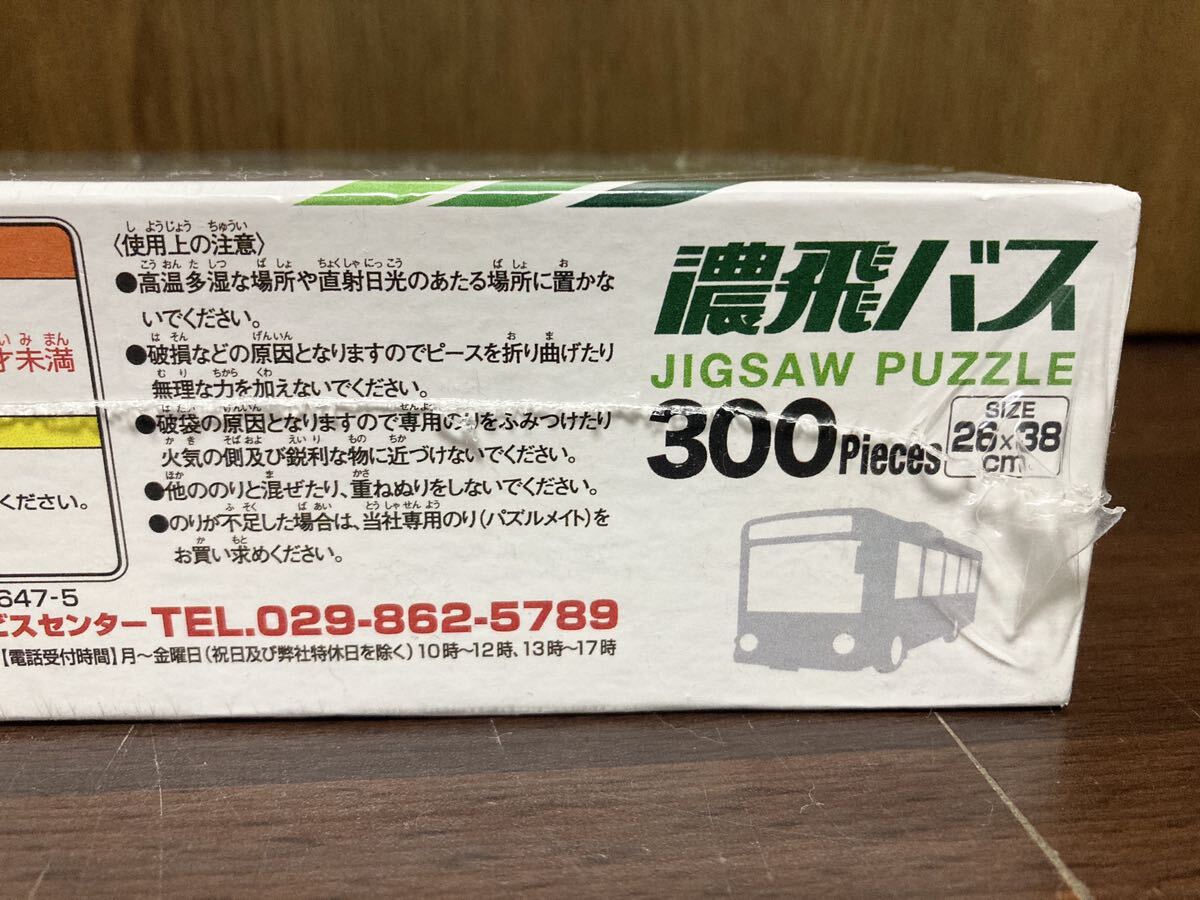 〈使用上の注意〉
●高温多湿な場所や直射日光のあたる場所に置かな
いでください。
●破損などの原因となりますのでピースを折り曲げたり
無理な力を加えないでください。
●破袋の原因となりますので専用のりをふみつけたり
火気の側及び鋭利な物に近づけないでください。
●他ののりと混ぜたり、重ねぬりをしないでください。
●のりが不足した場合は、当社専用のり(パズルメイト)を
お買い求めください。
才未満
ください。
647-5
ビスセンター TEL.029-862-5789
【電話受付時間】月〜金曜日(祝日及び弊社特休日を除く)10時〜12時、13時〜17時
濃飛バス
JIGSAW PUZZLE
300 Pieces
SIZE
26×38
cm